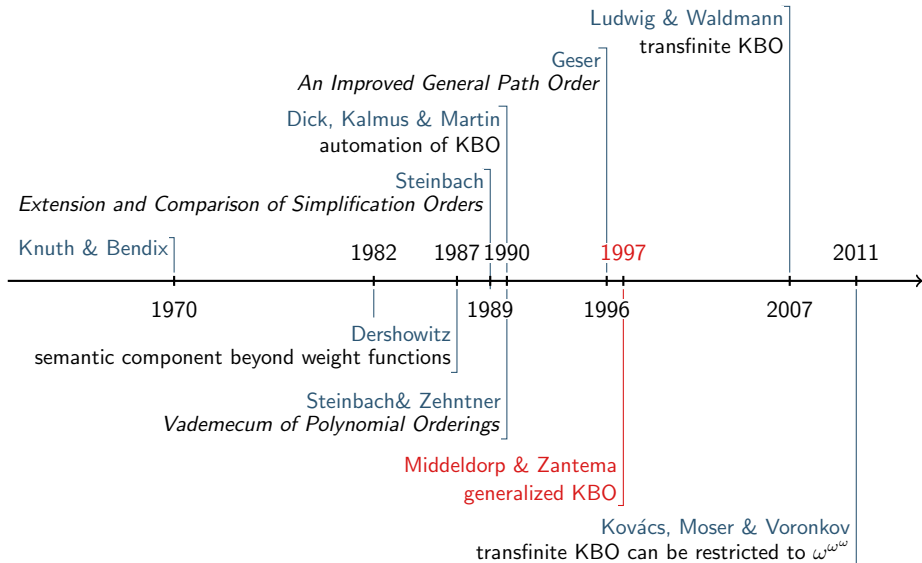 Ludwig & Waldmann
transfinite KBO
Geser
An Improved General Path Order
Dick, Kalmus & Martin
automation of KBO
Steinbach
Extension and Comparison of Simplification Orders
Knuth & Bendix
1982 1987 1990 1997 2011
1970 1989 1996 2007
Dershowitz
semantic component beyond weight functions
Steinbach& Zehntner
Vademecum of Polynomial Orderings
Middeldorp & Zantema
generalized KBO
Kovács, Moser & Voronkov
transfinite KBO can be restricted to ω^ω^ω